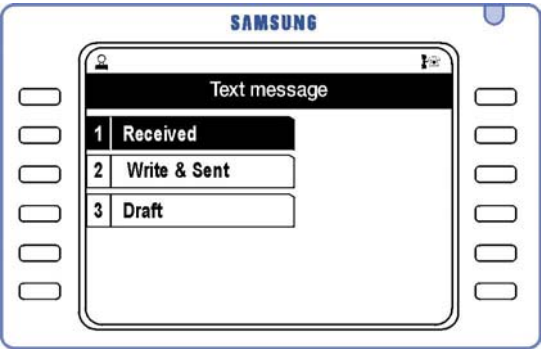 SAMSUNG
Text message
1 Received
2 Write & Sent
3 Draft